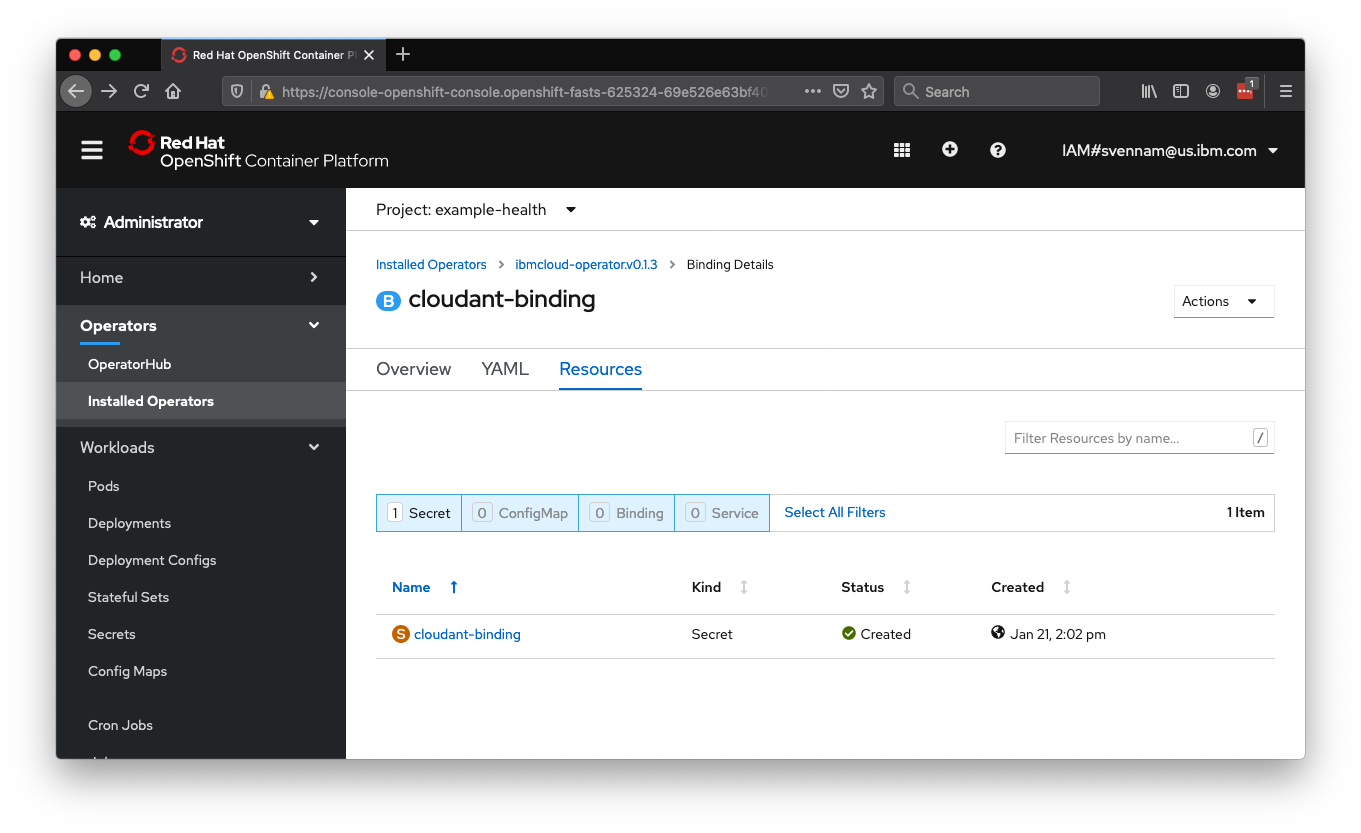 Red Hat OpenShift Container Pl
https://console-openshift-console.openshift-fasts-625324-69e526e63bf40
Search
1
Red Hat
OpenShift Container Platform
IAM#svennam@us.ibm.com
Administrator
Project: example-health
Home
Installed Operators > ibmcloud-operator.v0.1.3 > Binding Details
B cloudant-binding
Actions
Operators
OperatorHub
Installed Operators
Overview YAML Resources
Filter Resources by name... /
Workloads
Pods
Deployments
Deployment Configs
Stateful Sets
Secrets
Config Maps
Cron Jobs
1 Secret 0 ConfigMap 0 Binding 0 Service Select All Filters 1 Item
Name Kind Status Created
S cloudant-binding Secret Created Jan 21, 2:02 pm